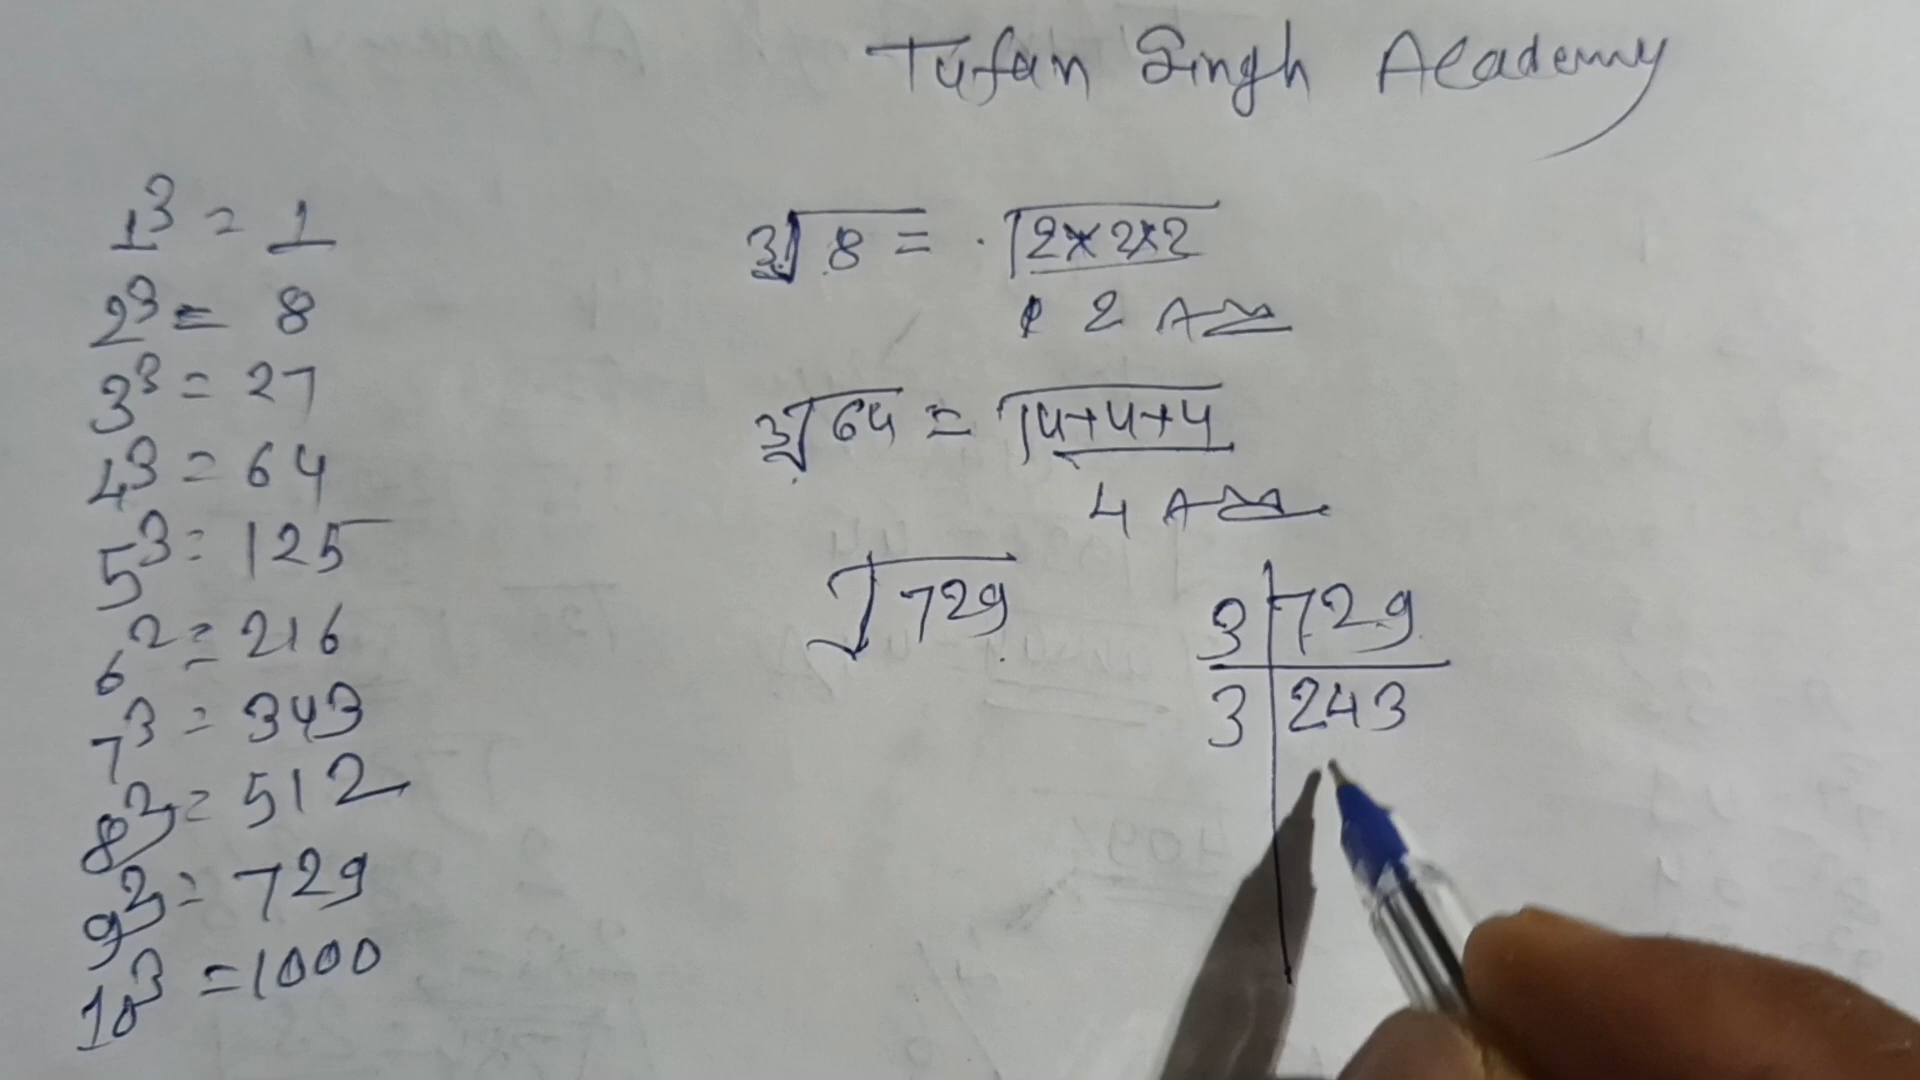 Tufan Singh Academy
1³ = 1
2³ = 8
3³ = 27
4³ = 64
5³ = 125
6² = 216
7³ = 343
8³ = 512
9³ = 729
10³ = 1000
³√8 = √2×2×2
2 Ans
³√64 = √4+4+4
4 Ans
√729
3 | 729
3 | 243